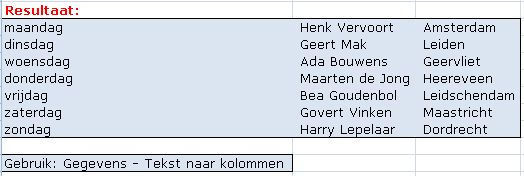 Resultaat:
maandag Henk Vervoort Amsterdam
dinsdag Geert Mak Leiden
woensdag Ada Bouwens Geervliet
donderdag Maarten de Jong Heereveen
vrijdag Bea Goudenbol Leidschendam
zaterdag Govert Vinken Maastricht
zondag Harry Lepelaar Dordrecht
Gebruik: Gegevens - Tekst naar kolommen